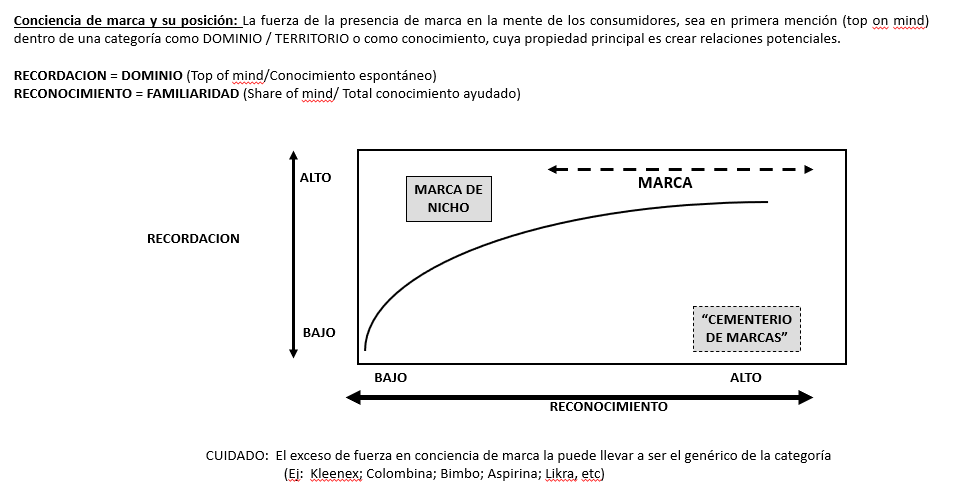 Conciencia de marca y su posición: La fuerza de la presencia de marca en la mente de los consumidores, sea en primera mención (top on mind)
dentro de una categoría como DOMINIO / TERRITORIO o como conocimiento, cuya propiedad principal es crear relaciones potenciales.
RECORDACION = DOMINIO (Top of mind/Conocimiento espontáneo)
RECONOCIMIENTO = FAMILIARIDAD (Share of mind/ Total conocimiento ayudado)
ALTO
MARCA DE
NICHO
MARCA
RECORDACION
BAJO
“CEMENTERIO
DE MARCAS”
BAJO
ALTO
RECONOCIMIENTO
CUIDADO: El exceso de fuerza en conciencia de marca la puede llevar a ser el genérico de la categoría
(Ej: Kleenex; Colombina; Bimbo; Aspirina; Likra, etc)